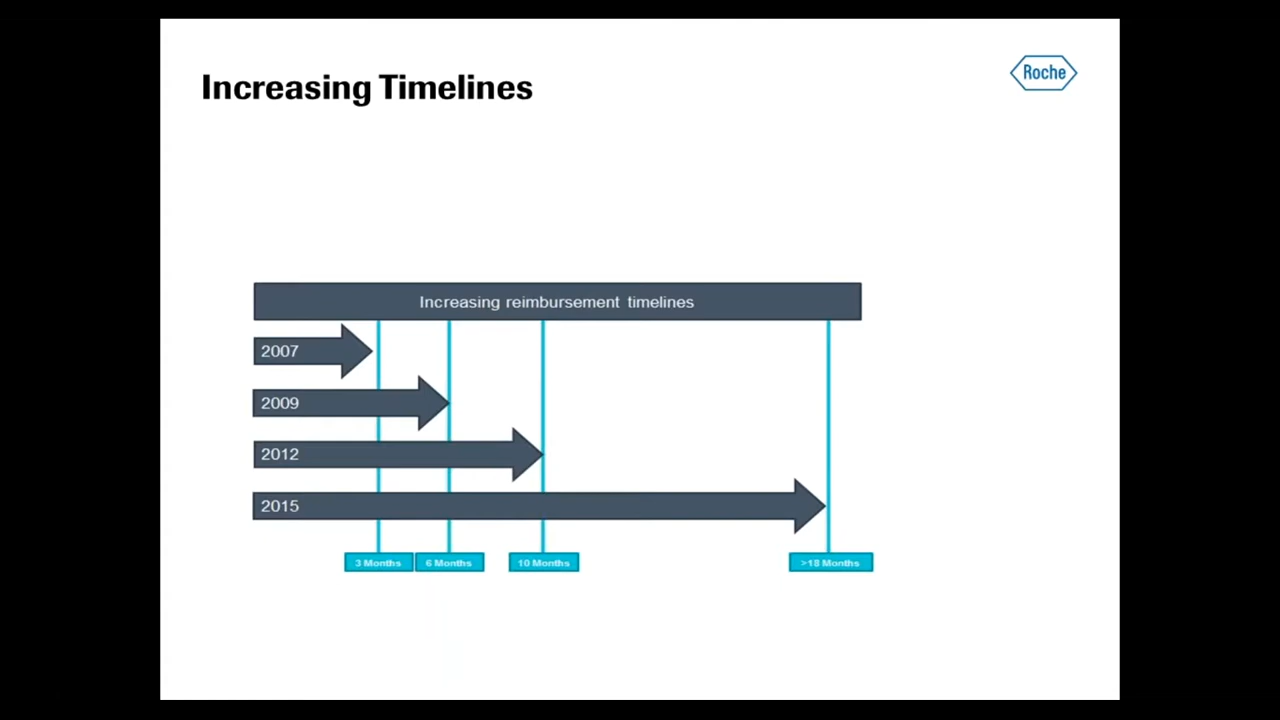 Increasing Timelines
Roche
Increasing reimbursement timelines
2007
2009
2012
2015
3 Months
6 Months
10 Months
>18 Months